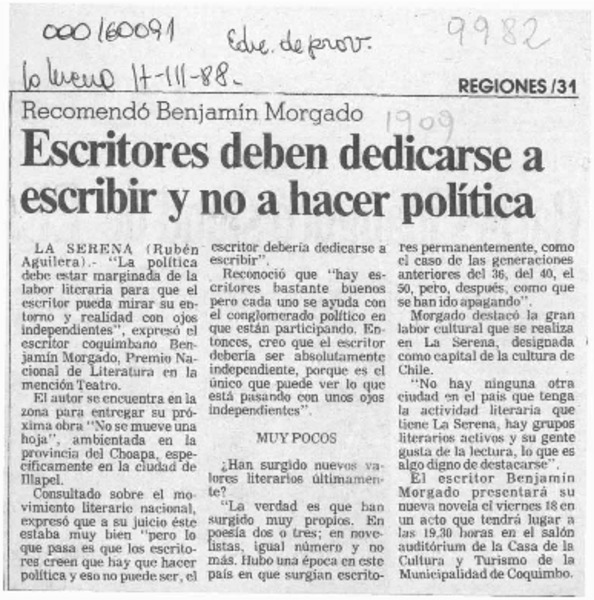 000160091
Edic. de prov.
9982
17-III-88.
REGIONES/31
Recomendó Benjamín Morgado
1909
Escritores deben dedicarse a
escribir y no a hacer política
LA SERENA (Rubén
Aguilera).- "La política
debe estar marginada de la
labor literaria para que el
escritor pueda mirar su en-
torno y realidad con ojos
independientes", expresó el
escritor coquimbano Ben-
jamín Morgado, Premio Na-
cional de Literatura en la
mención Teatro.
El autor se encuentra en la
zona para entregar su pró-
xima obra "No se mueve una
hoja", ambientada en la
provincia del Choapa, espe-
cíficamente en la ciudad de
Illapel.
Consultado sobre el mo-
vimiento literario nacional,
expresó que a su juicio éste
estaba muy bien "pero lo
que pasa es que los escrito-
res creen que hay que hacer
política y eso no puede ser, el
escritor debería dedicarse a
escribir".
Reconoció que "hay es-
critores bastante buenos
pero cada uno se ayuda con
el conglomerado político en
que están participando. En-
tonces, creo que el escritor
debería ser absolutamente
independiente, porque es el
único que puede ver lo que
está pasando con unos ojos
independientes".
MUY POCOS
¿Han surgido nuevos va-
lores literarios últimamen-
te?
"La verdad es que han
surgido muy propios. En
poesía dos o tres; en nove-
listas, igual número y no
más. Hubo una época en este
país en que surgían escrito-
res permanentemente, como
el caso de las generaciones
anteriores del 36, del 40, el
50, pero, después, como que
se han ido apagando".
Morgado destacó la gran
labor cultural que se realiza
en La Serena, designada
como capital de la cultura de
Chile.
"No hay ninguna otra
ciudad en el país que tenga
la actividad literaria que
tiene La Serena, hay grupos
literarios activos y su gente
gusta de la lectura, lo que es
algo digno de destacarse".
El escritor Benjamín
Morgado presentará su
nueva novela el viernes 18 en
un acto que tendrá lugar a
las 19.30 horas en el salón
auditórium de la Casa de la
Cultura y Turismo de la
Municipalidad de Coquimbo.